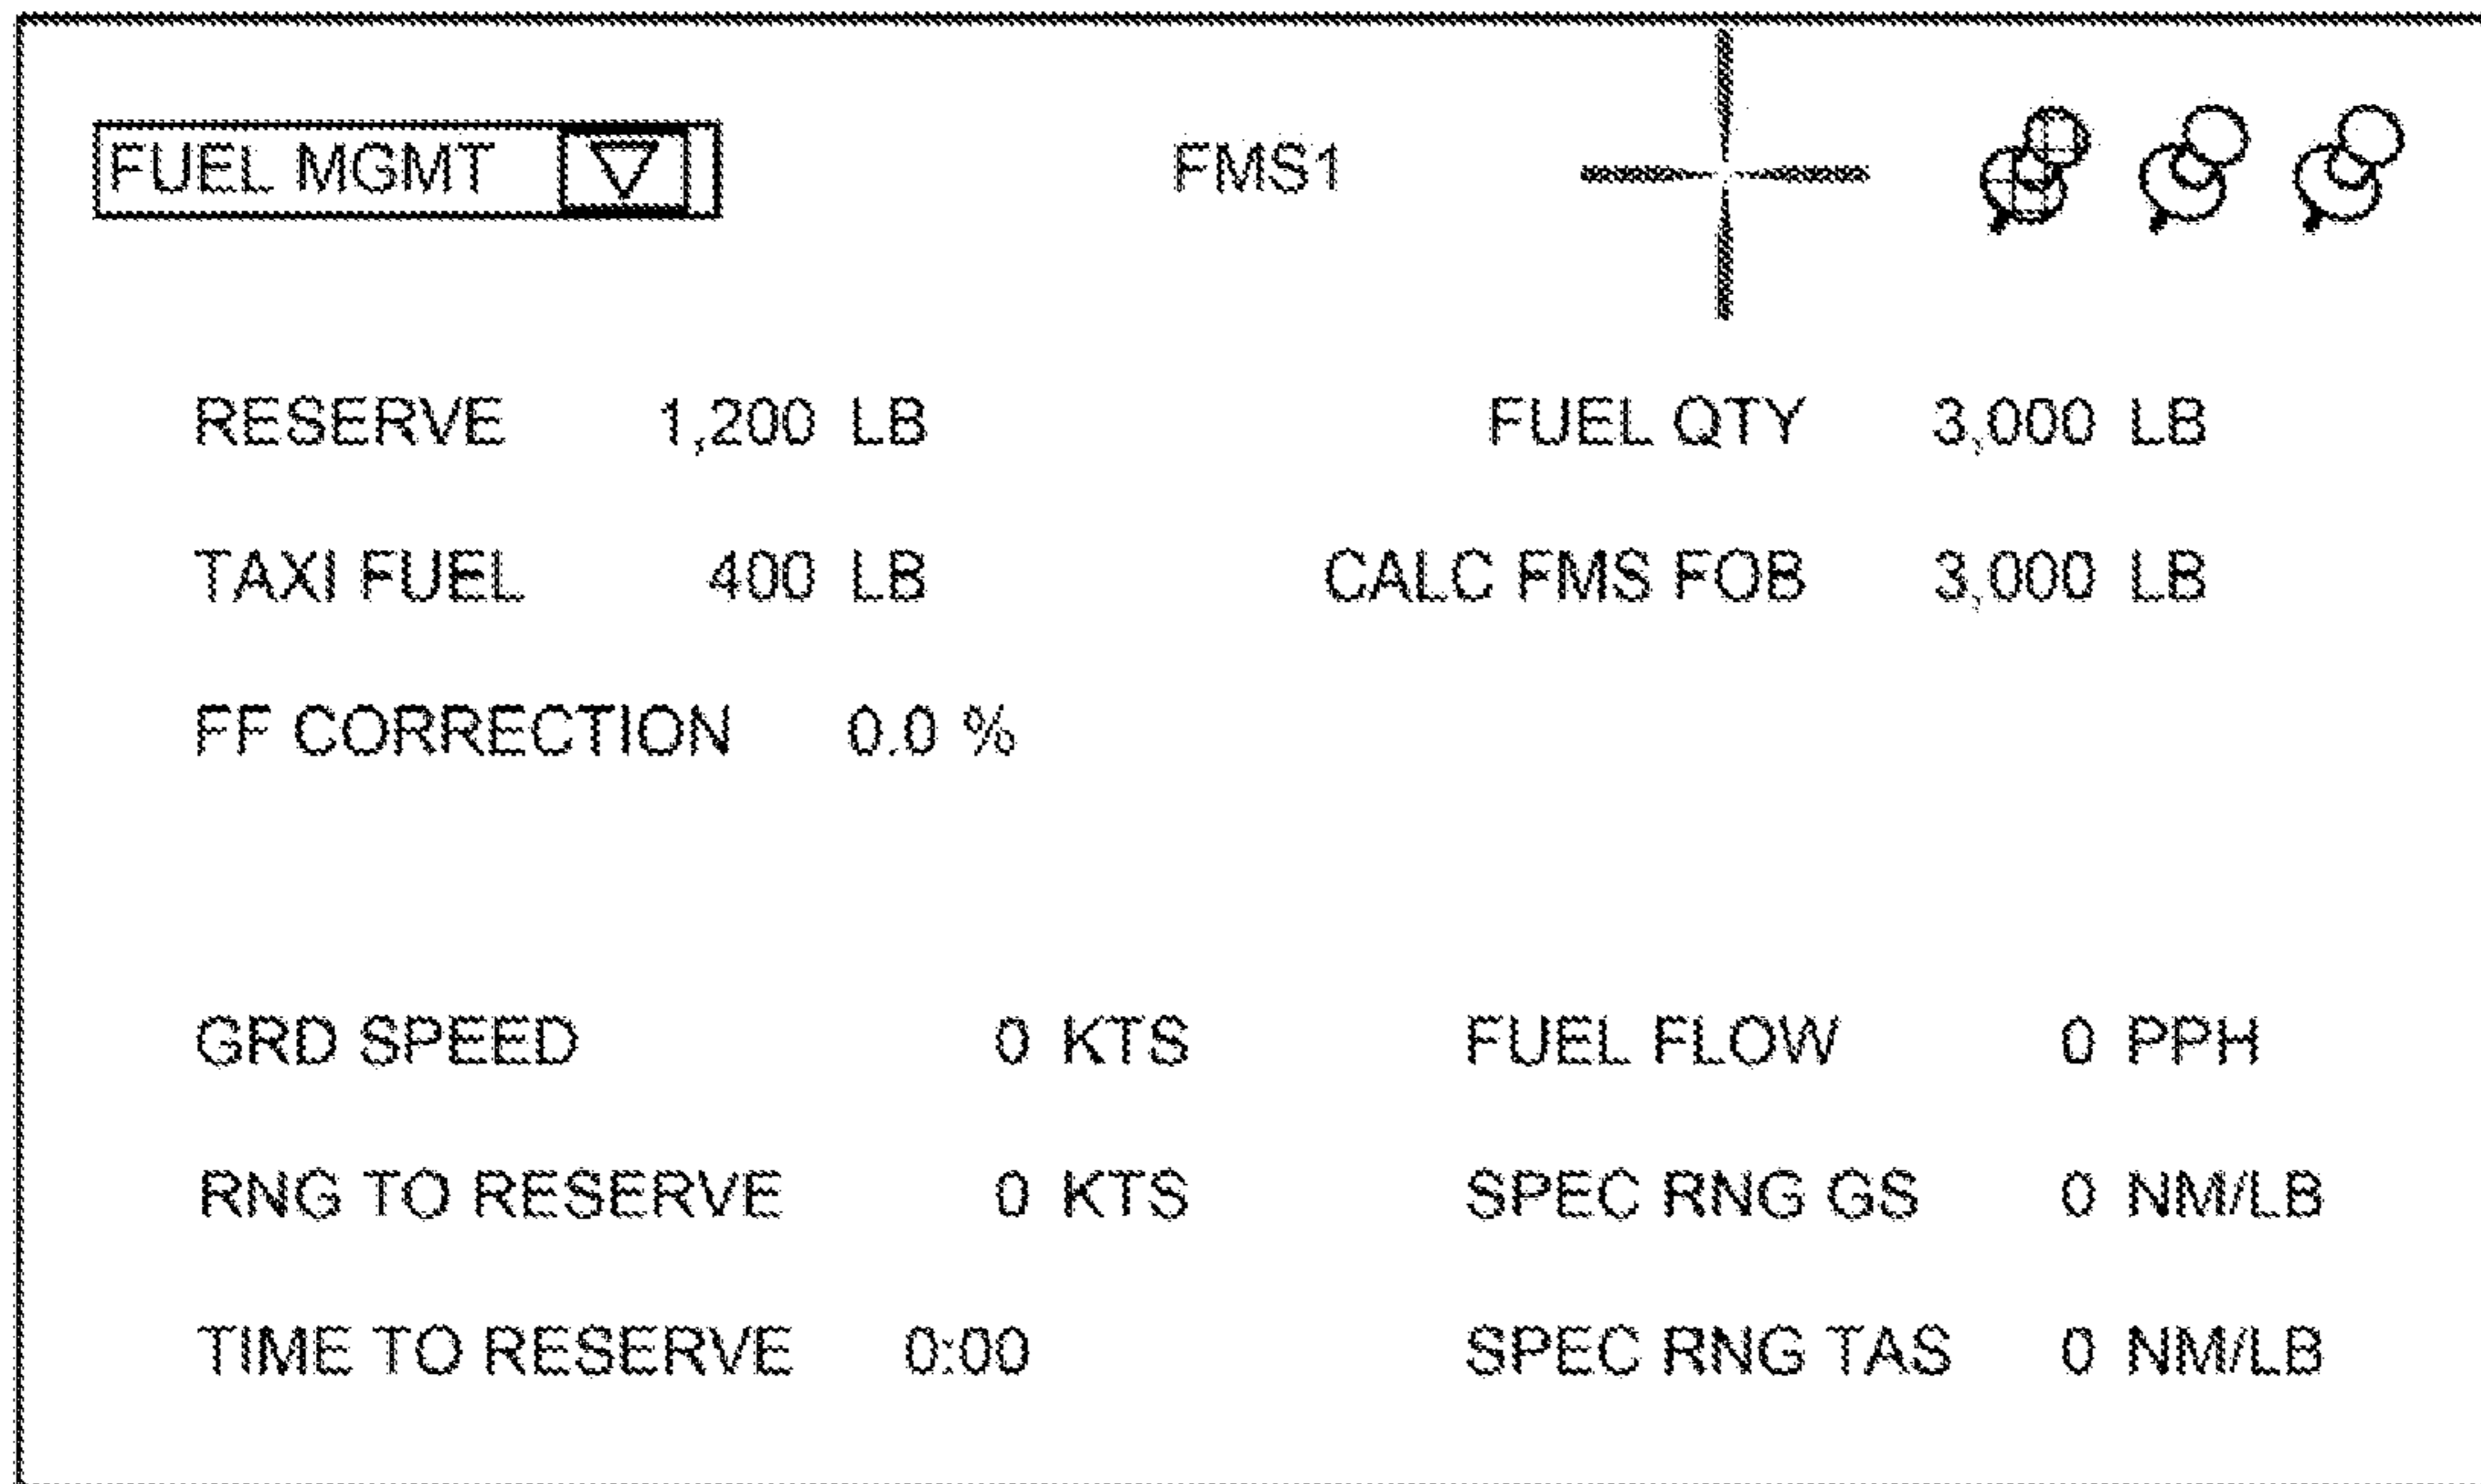 FUEL MGMT FMS1
RESERVE 1,200 LB FUEL QTY 3,000 LB
TAXI FUEL 400 LB CALC FMS FOB 3,000 LB
FF CORRECTION 0.0 %
GRD SPEED 0 KTS FUEL FLOW 0 PPH
RNG TO RESERVE 0 KTS SPEC RNG GS 0 NM/LB
TIME TO RESERVE 0:00 SPEC RNG TAS 0 NM/LB